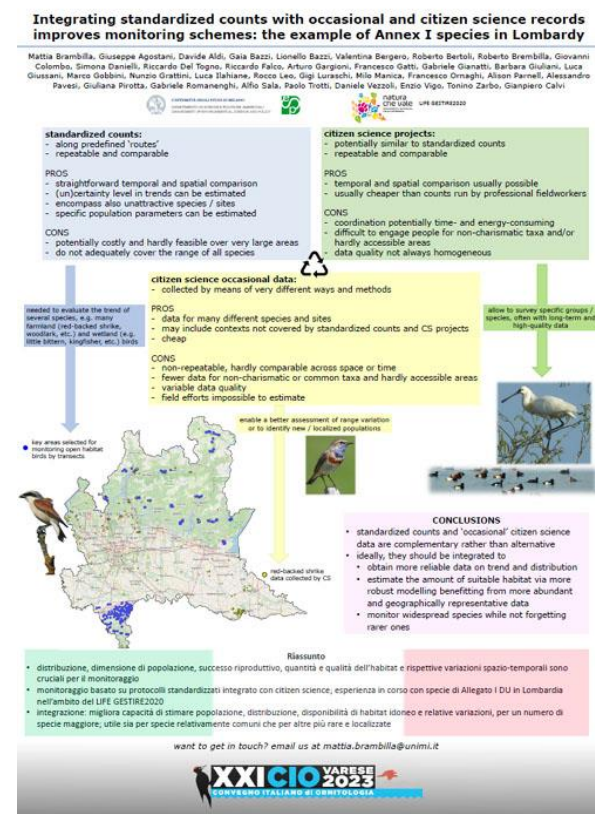 Integrating standardized counts with occasional and citizen science records
improves monitoring schemes: the example of Annex I species in Lombardy
Mattia Brambilla, Giuseppe Agostani, Davide Aldi, Gaia Bazzi, Lionello Bazzi, Valentina Bergero, Roberto Bertoli, Roberto Brembilla, Giovanni
Colombo, Simona Danielli, Riccardo Del Togno, Riccardo Falco, Arturo Gargioni, Francesco Gatti, Gabriele Gianatti, Barbara Giuliani, Luca
Giussani, Marco Gobbini, Nunzio Grattini, Luca Ilahiane, Rocco Leo, Gigi Luraschi, Milo Manica, Francesco Ornaghi, Alison Parnell, Alessandro
Pavesi, Giuliana Pirotta, Gabriele Romanenghi, Alfio Sala, Paolo Trotti, Daniele Vezzoli, Enzio Vigo, Tonino Zarbo, Gianpiero Calvi
natura
che vale
LIFE GESTIRE2020
standardized counts:
- along predefined 'routes'
- repeatable and comparable
PROS
- straightforward temporal and spatial comparison
- (un)certainty level in trends can be estimated
- encompass also unattractive species / sites
- specific population parameters can be estimated
CONS
- potentially costly and hardly feasible over very large areas
- do not adequately cover the range of all species
citizen science projects:
- potentially similar to standardized counts
- repeatable and comparable
PROS
- temporal and spatial comparison usually possible
- usually cheaper than counts run by professional fieldworkers
CONS
- coordination potentially time- and energy-consuming
- difficult to engage people for non-charismatic taxa and/or
hardly accessible areas
- data quality not always homogeneous
citizen science occasional data:
- collected by means of very different ways and methods
PROS
- data for many different species and sites
- may include contexts not covered by standardized counts and CS projects
- cheap
CONS
- non-repeatable, hardly comparable across space or time
- fewer data for non-charismatic or common taxa and hardly accessible areas
- variable data quality
- field efforts impossible to estimate
needed to evaluate the trend of
several species, e.g. many
farmland (red-backed shrike,
woodlark, etc.) and wetland (e.g.
little bittern, kingfisher, etc.) birds
allow to survey specific groups /
species, often with long-term and
high-quality data
enable a better assessment of range variation
or to identify new / localized populations
key areas selected for
monitoring open habitat
birds by transects
red-backed shrike
data collected by CS
CONCLUSIONS
• standardized counts and 'occasional' citizen science
data are complementary rather than alternative
• ideally, they should be integrated to
• obtain more reliable data on trend and distribution
• estimate the amount of suitable habitat via more
robust modelling benefitting from more abundant
and geographically representative data
• monitor widespread species while not forgetting
rarer ones
Riassunto
• distribuzione, dimensione di popolazione, successo riproduttivo, quantità e qualità dell'habitat e rispettive variazioni spazio-temporali sono
cruciali per il monitoraggio
• monitoraggio basato su protocolli standardizzati integrato con citizen science; esperienza in corso con specie di Allegato I DU in Lombardia
nell'ambito del LIFE GESTIRE2020
• integrazione: migliora capacità di stimare popolazione, distribuzione, disponibilità di habitat idoneo e relative variazioni, per un numero di
specie maggiore; utile sia per specie relativamente comuni che per altre più rare e localizzate
want to get in touch? email us at mattia.brambilla@unimi.it
XXI CIO VARESE 2023
CONVEGNO ITALIANO DI ORNITOLOGIA